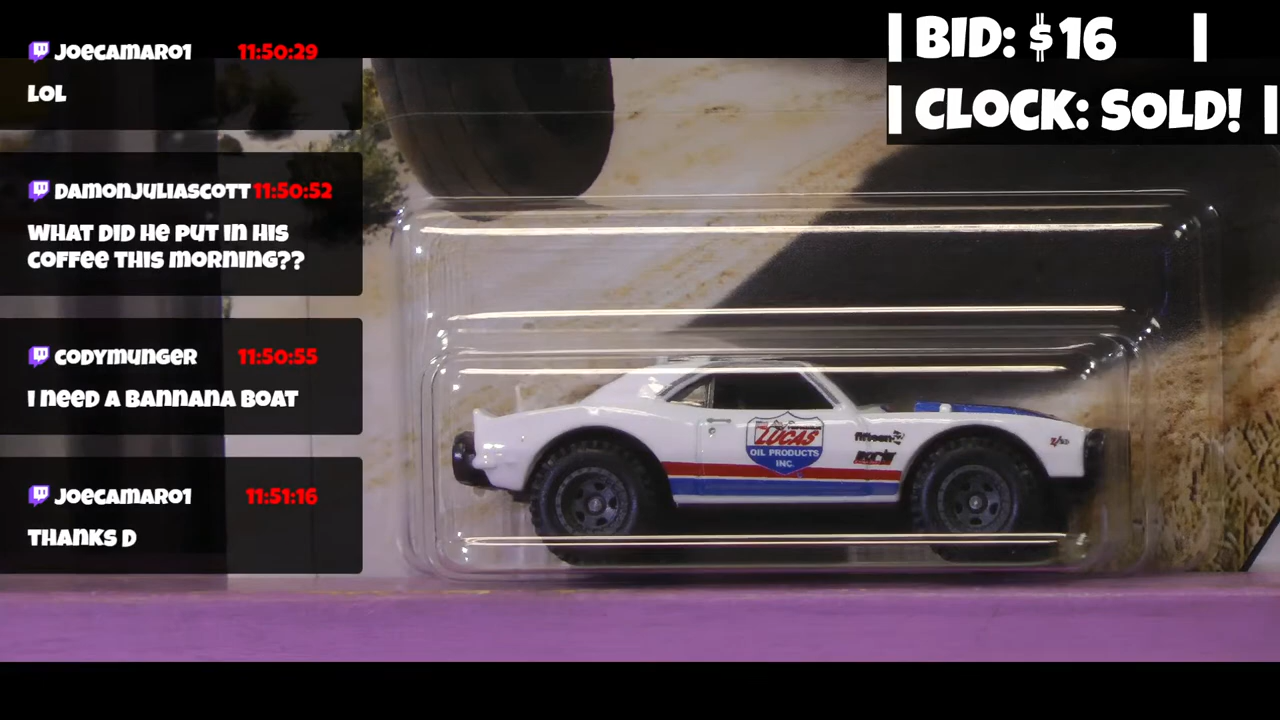 JOECAMARO1 11:50:29
LOL
DAMONJULIASCOTT 11:50:52
WHAT DID HE PUT IN HIS
COFFEE THIS MORNING??
CODYMUNGER 11:50:55
I NEED A BANNANA BOAT
JOECAMARO1 11:51:16
THANKS D
| BID: $16 |
| CLOCK: SOLD! |
LUCAS
OIL PRODUCTS
INC.
Z/28